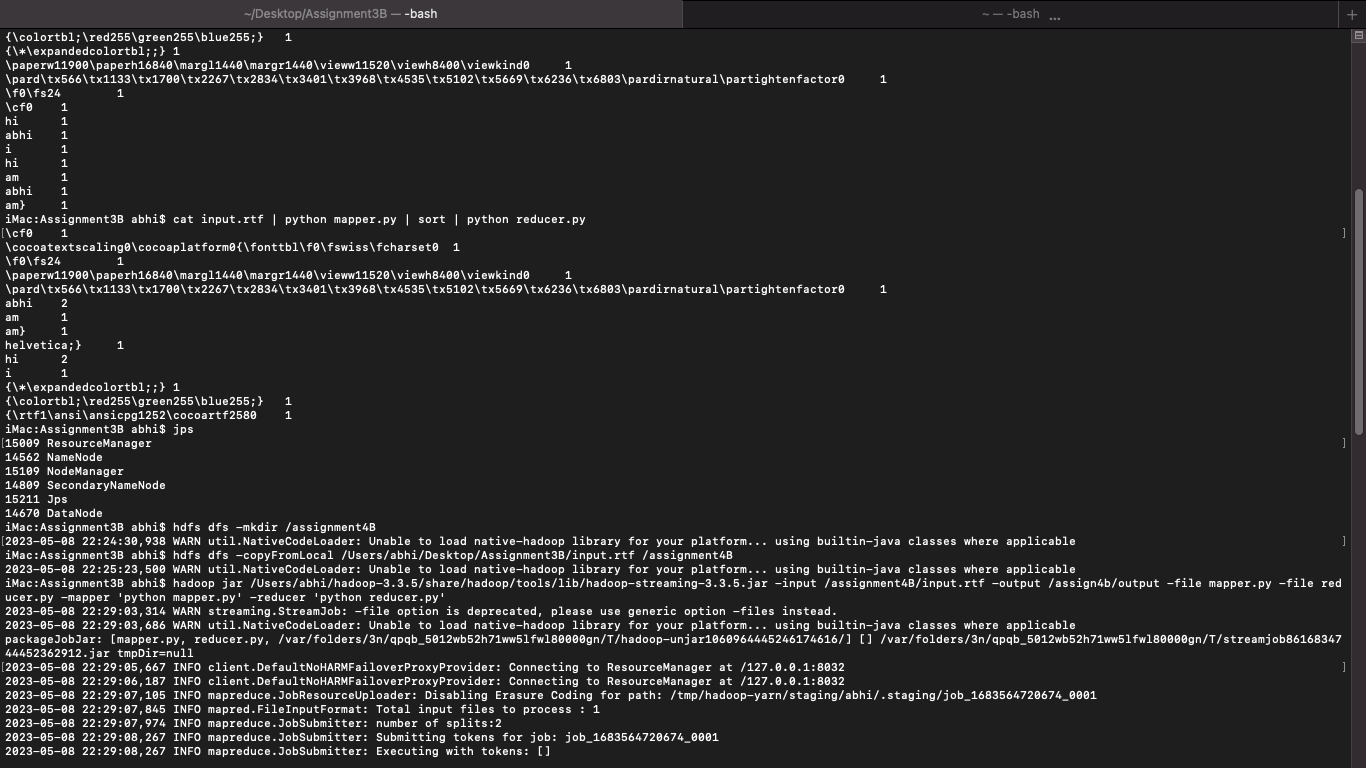 ~/Desktop/Assignment3B — -bash
~ — -bash ...
+
{\colortbl;\red255\green255\blue255;} 1
{\*\expandedcolortbl;;} 1
\paperw11900\paperh16840\margl1440\margr1440\vieww11520\viewh8400\viewkind0 1
\pard\tx566\tx1133\tx1700\tx2267\tx2834\tx3401\tx3968\tx4535\tx5102\tx5669\tx6236\tx6803\pardirnatural\partightenfactor0 1
\f0\fs24 1
\cf0 1
hi 1
abhi 1
i 1
hi 1
am 1
abhi 1
am} 1
iMac:Assignment3B abhi$ cat input.rtf | python mapper.py | sort | python reducer.py
[\cf0 1 ]
\cocoatextscaling0\cocoaplatform0{\fonttbl\f0\fswiss\fcharset0 1
\f0\fs24 1
\paperw11900\paperh16840\margl1440\margr1440\vieww11520\viewh8400\viewkind0 1
\pard\tx566\tx1133\tx1700\tx2267\tx2834\tx3401\tx3968\tx4535\tx5102\tx5669\tx6236\tx6803\pardirnatural\partightenfactor0 1
abhi 2
am 1
am} 1
helvetica;} 1
hi 2
i 1
{\*\expandedcolortbl;;} 1
{\colortbl;\red255\green255\blue255;} 1
{\rtf1\ansi\ansicpg1252\cocoartf2580 1
iMac:Assignment3B abhi$ jps
[15009 ResourceManager ]
14562 NameNode
15109 NodeManager
14809 SecondaryNameNode
15211 Jps
14670 DataNode
iMac:Assignment3B abhi$ hdfs dfs -mkdir /assignment4B
[2023-05-08 22:24:30,938 WARN util.NativeCodeLoader: Unable to load native-hadoop library for your platform... using builtin-java classes where applicable ]
iMac:Assignment3B abhi$ hdfs dfs -copyFromLocal /Users/abhi/Desktop/Assignment3B/input.rtf /assignment4B
2023-05-08 22:25:23,500 WARN util.NativeCodeLoader: Unable to load native-hadoop library for your platform... using builtin-java classes where applicable
iMac:Assignment3B abhi$ hadoop jar /Users/abhi/hadoop-3.3.5/share/hadoop/tools/lib/hadoop-streaming-3.3.5.jar -input /assignment4B/input.rtf -output /assign4b/output -file mapper.py -file red
ucer.py -mapper 'python mapper.py' -reducer 'python reducer.py'
2023-05-08 22:29:03,314 WARN streaming.StreamJob: -file option is deprecated, please use generic option -files instead.
2023-05-08 22:29:03,686 WARN util.NativeCodeLoader: Unable to load native-hadoop library for your platform... using builtin-java classes where applicable
packageJobJar: [mapper.py, reducer.py, /var/folders/3n/qpqb_5012wb52h71ww5lfwl80000gn/T/hadoop-unjar1060964445246174616/] [] /var/folders/3n/qpqb_5012wb52h71ww5lfwl80000gn/T/streamjob86168347
44452362912.jar tmpDir=null
[2023-05-08 22:29:05,667 INFO client.DefaultNoHARMFailoverProxyProvider: Connecting to ResourceManager at /127.0.0.1:8032 ]
2023-05-08 22:29:06,187 INFO client.DefaultNoHARMFailoverProxyProvider: Connecting to ResourceManager at /127.0.0.1:8032
2023-05-08 22:29:07,105 INFO mapreduce.JobResourceUploader: Disabling Erasure Coding for path: /tmp/hadoop-yarn/staging/abhi/.staging/job_1683564720674_0001
2023-05-08 22:29:07,845 INFO mapred.FileInputFormat: Total input files to process : 1
2023-05-08 22:29:07,974 INFO mapreduce.JobSubmitter: number of splits:2
2023-05-08 22:29:08,267 INFO mapreduce.JobSubmitter: Submitting tokens for job: job_1683564720674_0001
2023-05-08 22:29:08,267 INFO mapreduce.JobSubmitter: Executing with tokens: []